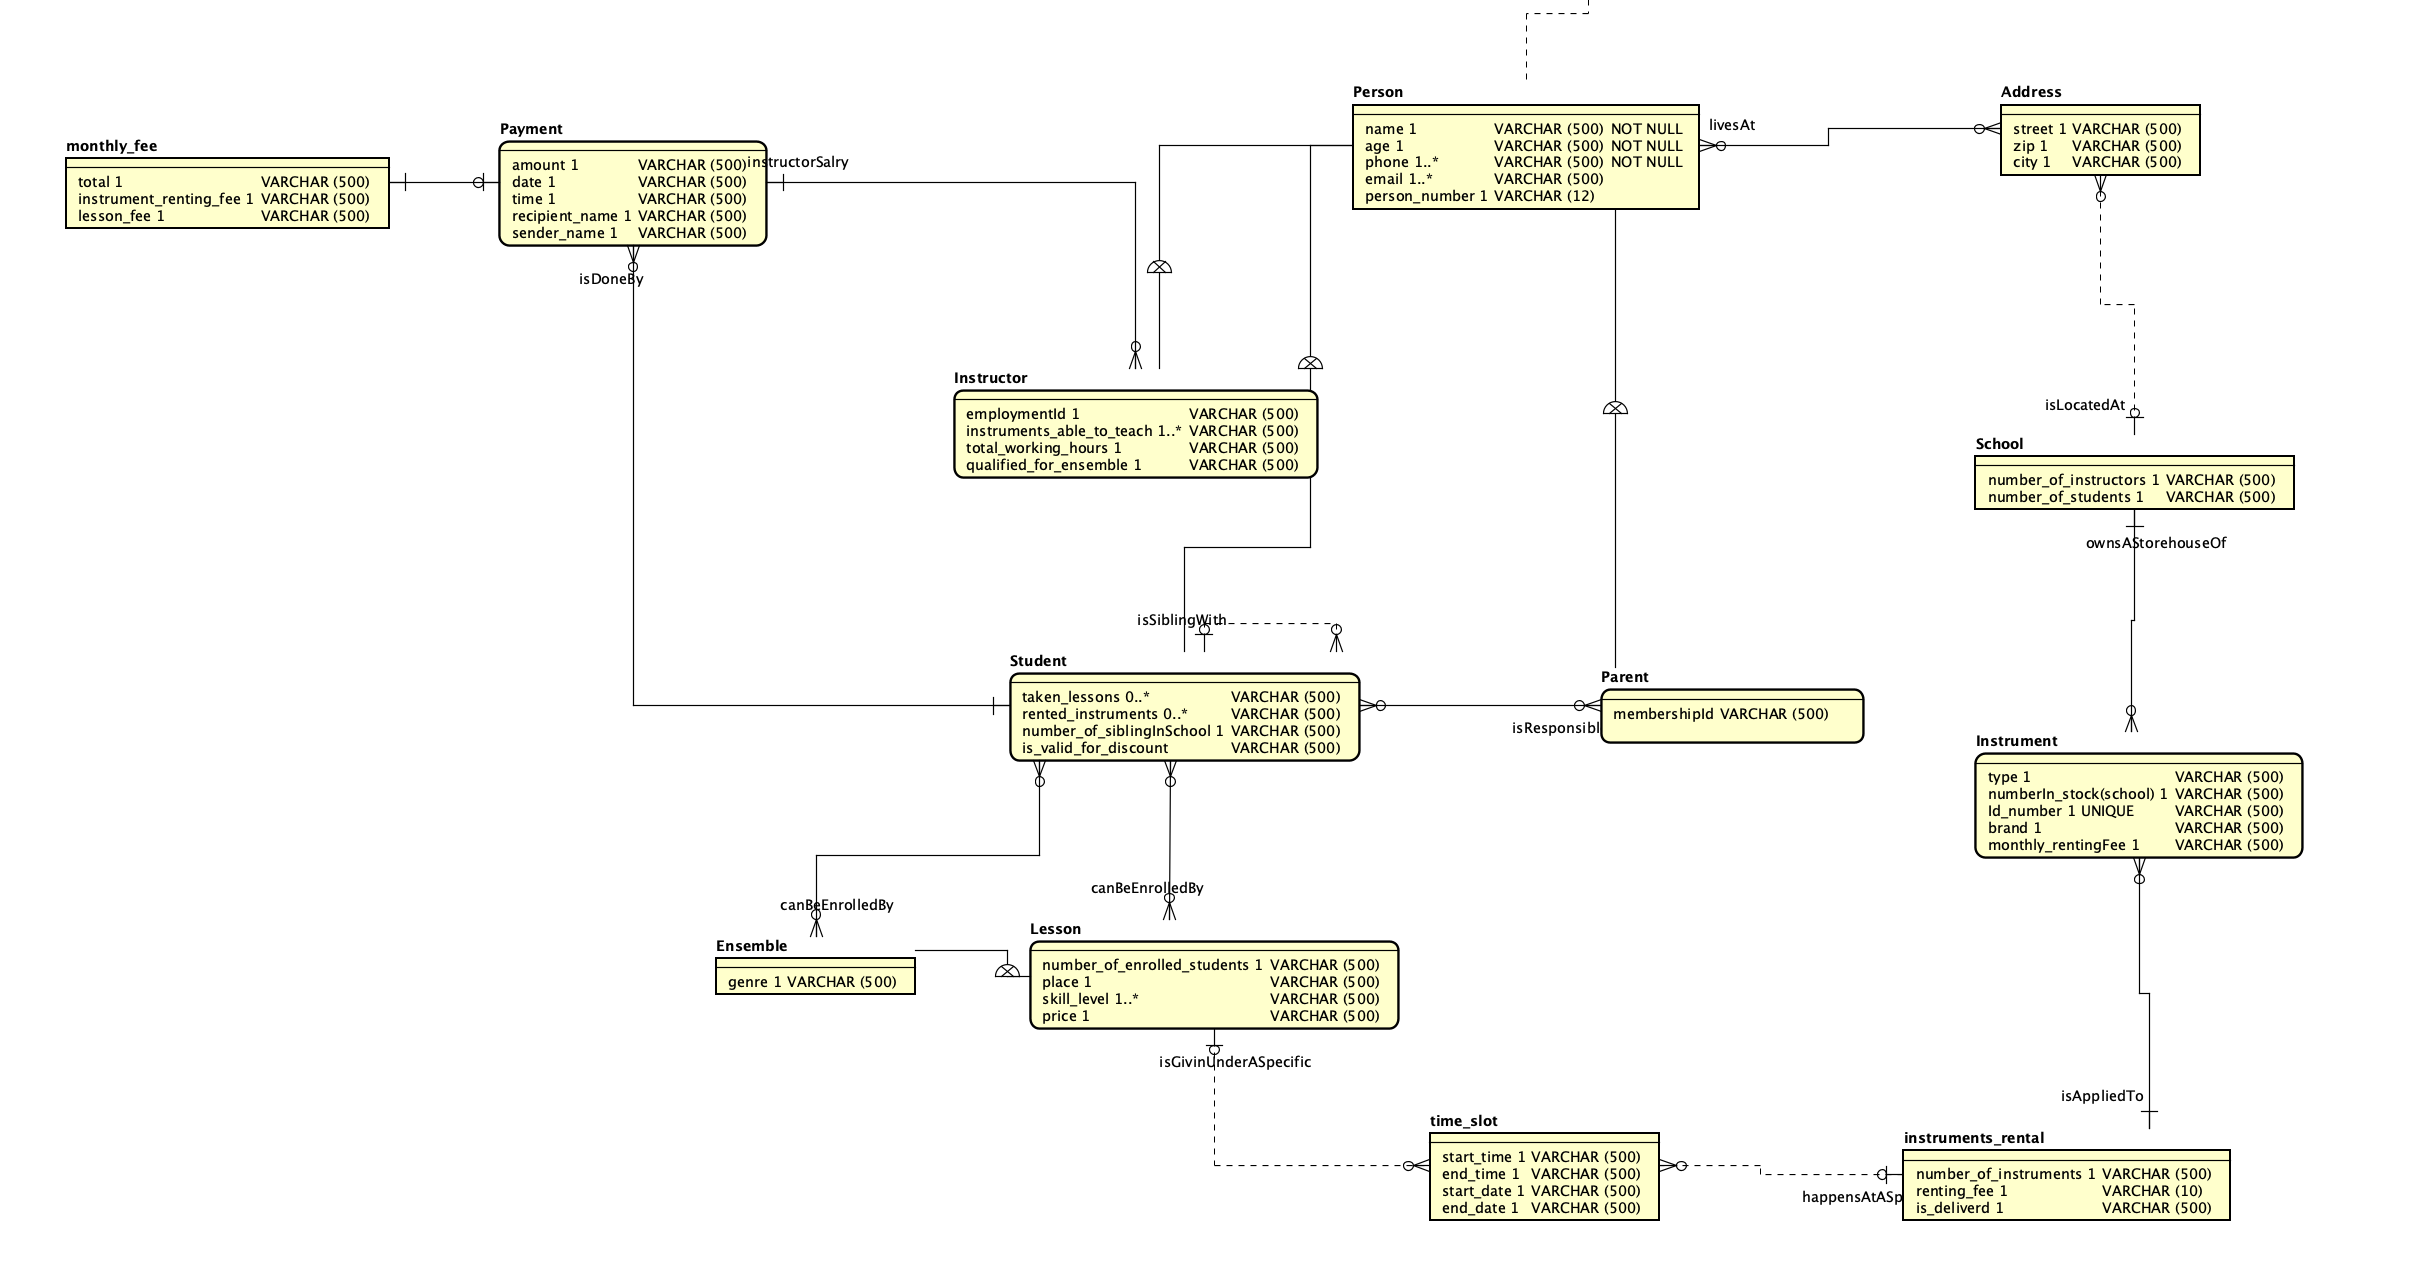 Person
name 1 VARCHAR (500) NOT NULL
age 1 VARCHAR (500) NOT NULL
phone 1..* VARCHAR (500) NOT NULL
email 1..* VARCHAR (500)
person_number 1 VARCHAR (12)
livesAt
Address
street 1 VARCHAR (500)
zip 1 VARCHAR (500)
city 1 VARCHAR (500)
monthly_fee
total 1 VARCHAR (500)
instrument_renting_fee 1 VARCHAR (500)
lesson_fee 1 VARCHAR (500)
Payment
amount 1 VARCHAR (500)
date 1 VARCHAR (500)
time 1 VARCHAR (500)
recipient_name 1 VARCHAR (500)
sender_name 1 VARCHAR (500)
instructorSalry
isDoneBy
Instructor
employmentId 1 VARCHAR (500)
instruments_able_to_teach 1..* VARCHAR (500)
total_working_hours 1 VARCHAR (500)
qualified_for_ensemble 1 VARCHAR (500)
isLocatedAt
School
number_of_instructors 1 VARCHAR (500)
number_of_students 1 VARCHAR (500)
ownsAStorehouseOf
isSiblingWith
Student
taken_lessons 0..* VARCHAR (500)
rented_instruments 0..* VARCHAR (500)
number_of_siblingInSchool 1 VARCHAR (500)
is_valid_for_discount VARCHAR (500)
Parent
membershipId VARCHAR (500)
isResponsibl
Instrument
type 1 VARCHAR (500)
numberIn_stock(school) 1 VARCHAR (500)
Id_number 1 UNIQUE VARCHAR (500)
brand 1 VARCHAR (500)
monthly_rentingFee 1 VARCHAR (500)
canBeEnrolledBy
canBeEnrolledBy
Ensemble
genre 1 VARCHAR (500)
Lesson
number_of_enrolled_students 1 VARCHAR (500)
place 1 VARCHAR (500)
skill_level 1..* VARCHAR (500)
price 1 VARCHAR (500)
isGivinUnderASpecific
time_slot
start_time 1 VARCHAR (500)
end_time 1 VARCHAR (500)
start_date 1 VARCHAR (500)
end_date 1 VARCHAR (500)
isAppliedTo
instruments_rental
number_of_instruments 1 VARCHAR (500)
renting_fee 1 VARCHAR (10)
is_deliverd 1 VARCHAR (500)
happensAtASp